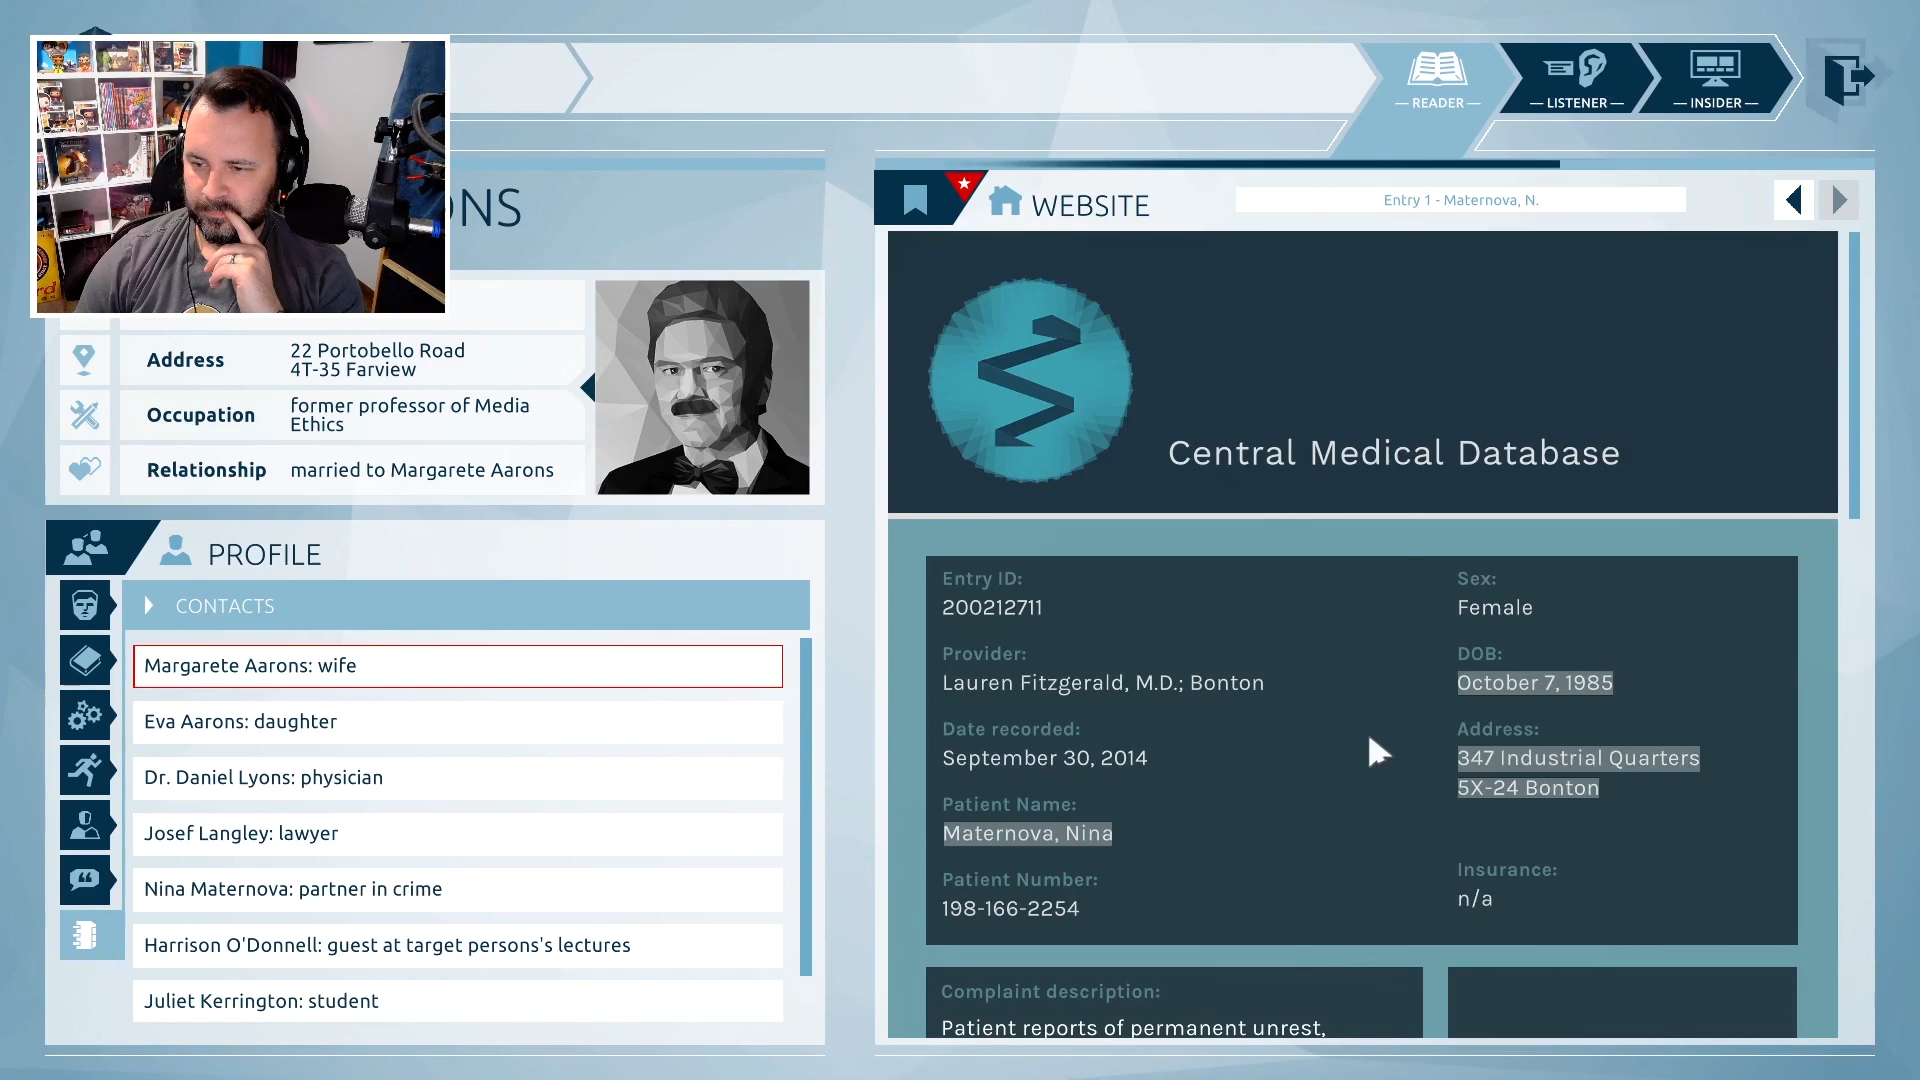 READER
LISTENER
INSIDER
ONS
Address
22 Portobello Road
4T-35 Farview
Occupation
former professor of Media
Ethics
Relationship
married to Margarete Aarons
PROFILE
CONTACTS
Margarete Aarons: wife
Eva Aarons: daughter
Dr. Daniel Lyons: physician
Josef Langley: lawyer
Nina Maternova: partner in crime
Harrison O'Donnell: guest at target persons's lectures
Juliet Kerrington: student
WEBSITE
Entry 1 - Maternova, N.
Central Medical Database
Entry ID:
200212711
Provider:
Lauren Fitzgerald, M.D.; Bonton
Date recorded:
September 30, 2014
Patient Name:
Maternova, Nina
Patient Number:
198-166-2254
Sex:
Female
DOB:
October 7, 1985
Address:
347 Industrial Quarters
5X-24 Bonton
Insurance:
n/a
Complaint description:
Patient reports of permanent unrest,